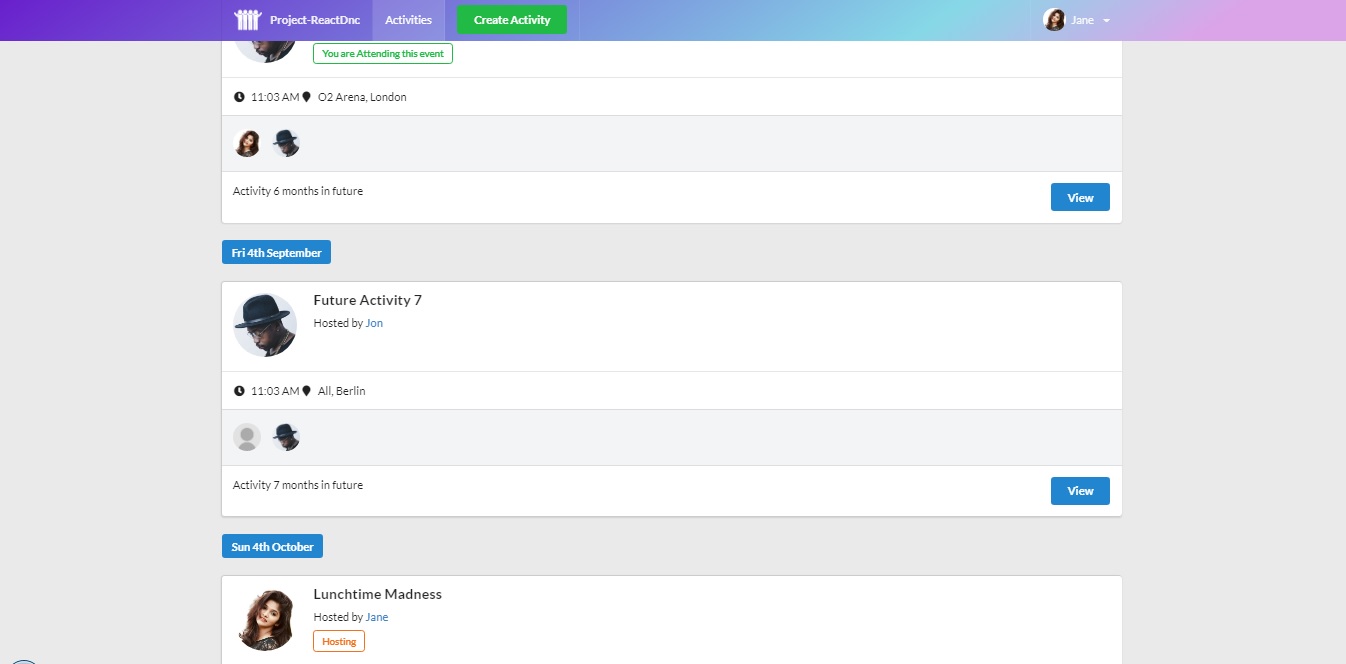 Project-ReactDnc Activities Create Activity Jane
You are Attending this event
11:03 AM O2 Arena, London
Activity 6 months in future
View
Fri 4th September
Future Activity 7
Hosted by Jon
11:03 AM All, Berlin
Activity 7 months in future
View
Sun 4th October
Lunchtime Madness
Hosted by Jane
Hosting